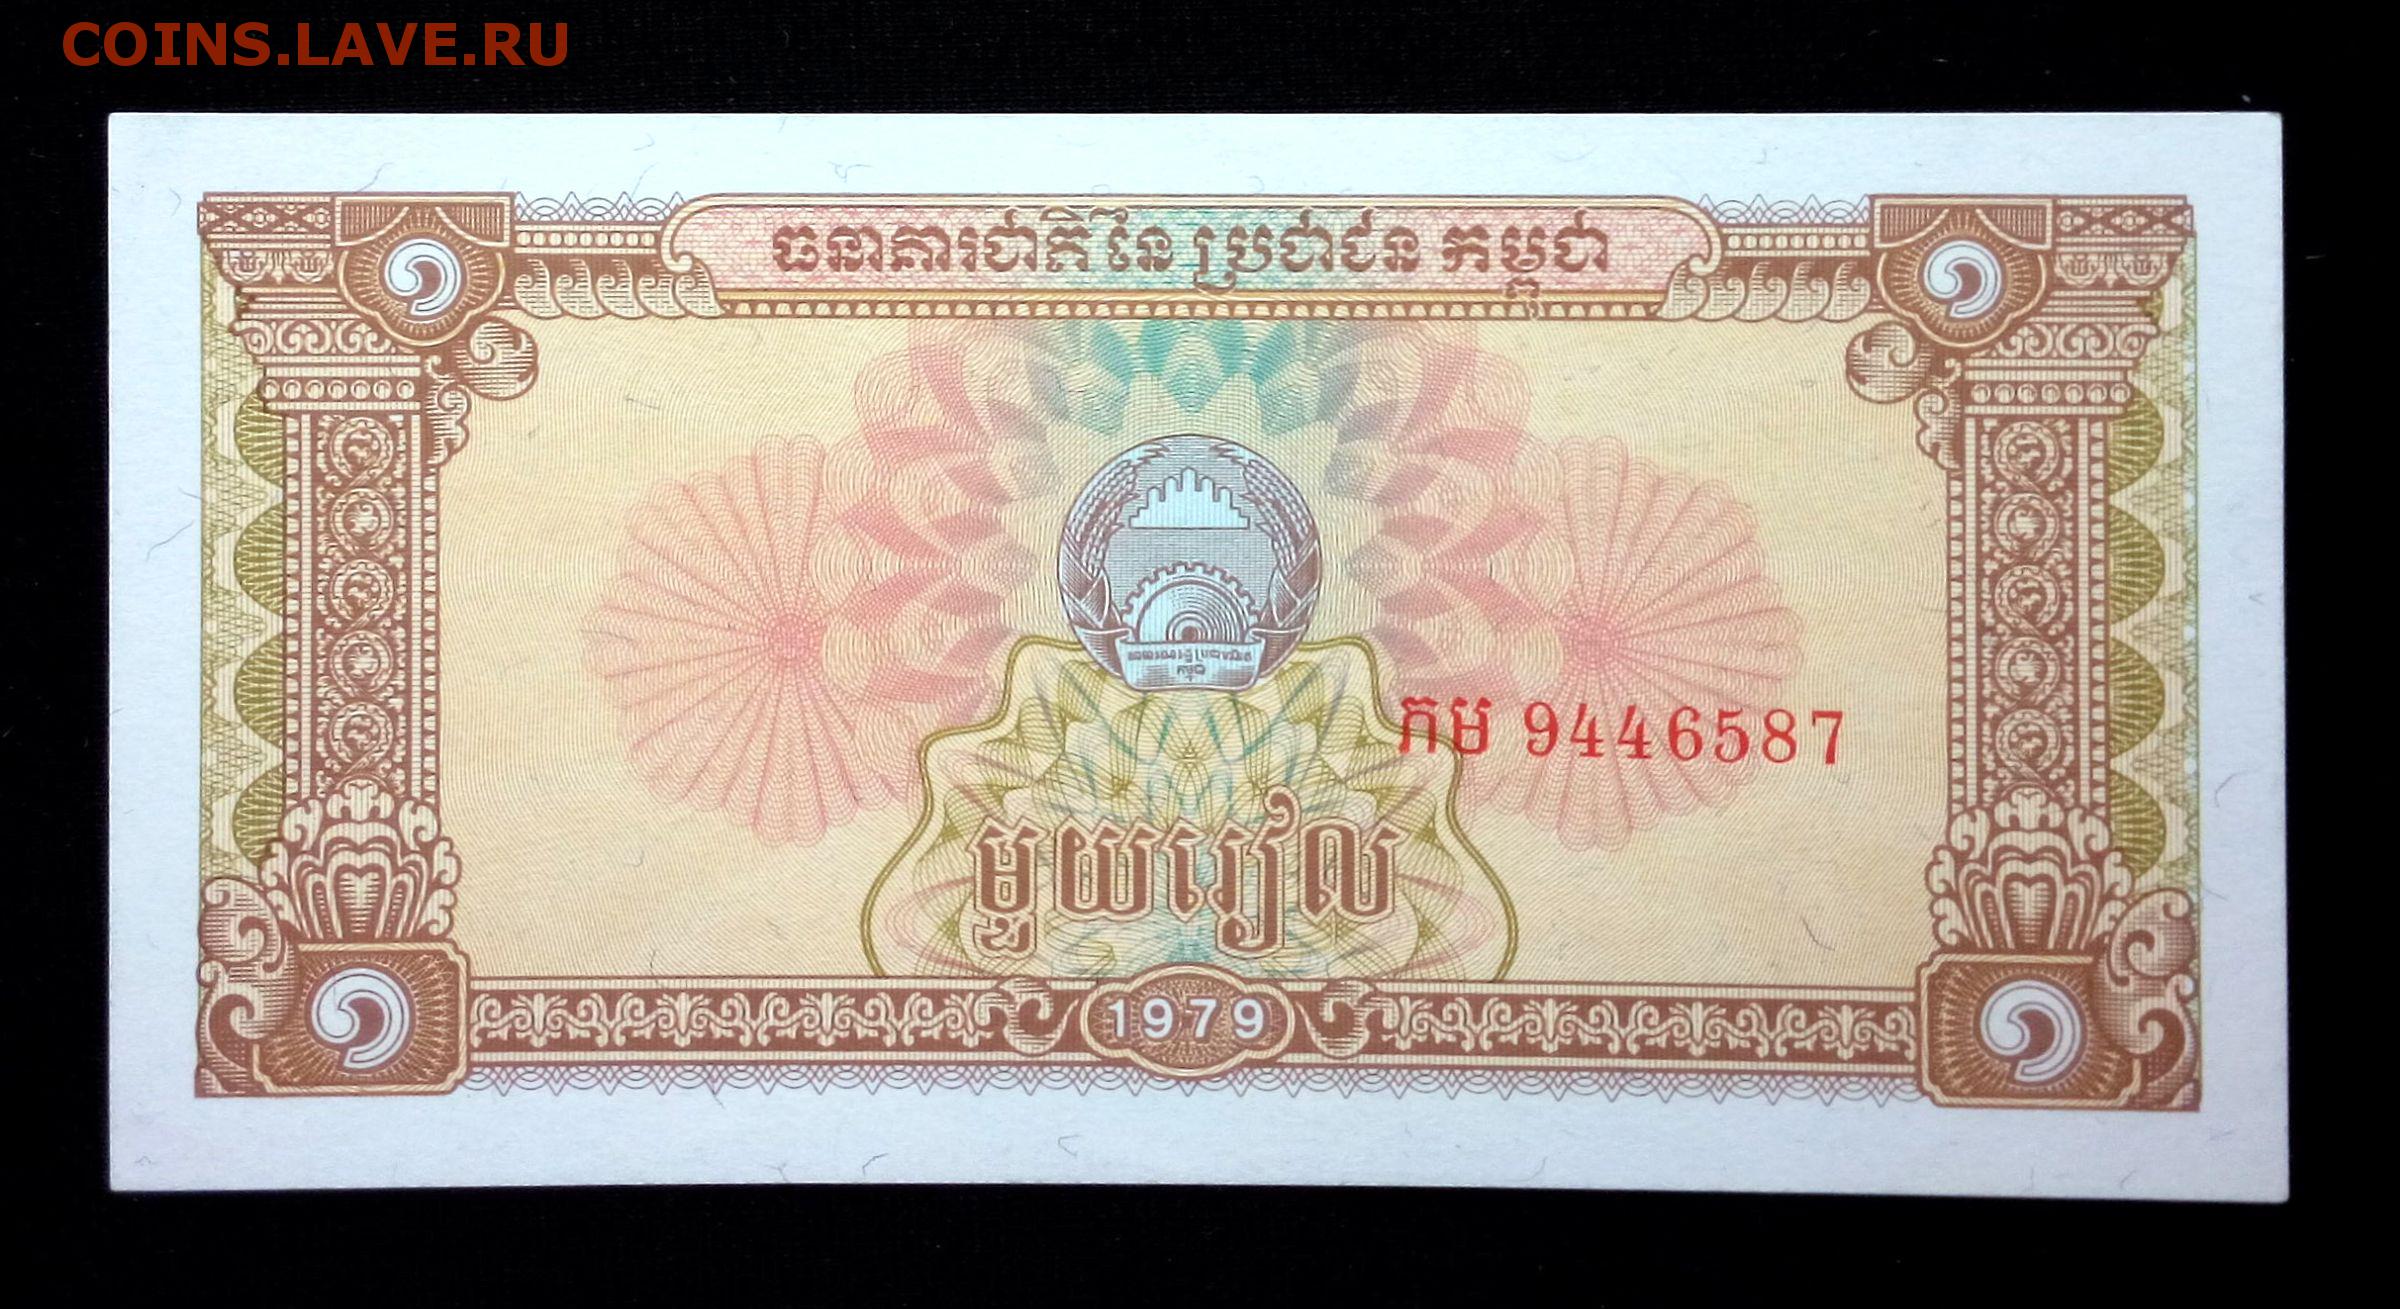 COINS.LAVE.RU
១ ធនាគារជាតិនៃប្រជាជនកម្ពុជា ១
កម 9446587
មួយរៀល
១ 1979 ១